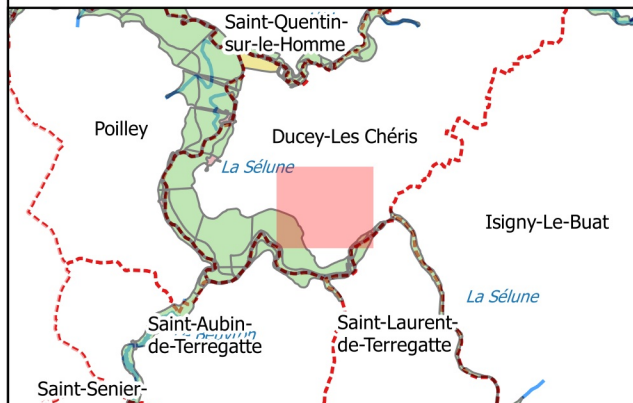 Saint-Quentin-
sur-le-Homme
Poilley
Ducey-Les Chéris
La Sélune
Isigny-Le-Buat
La Sélune
Saint-Aubin-
de-Terregatte
Saint-Laurent-
de-Terregatte
Saint-Senier-